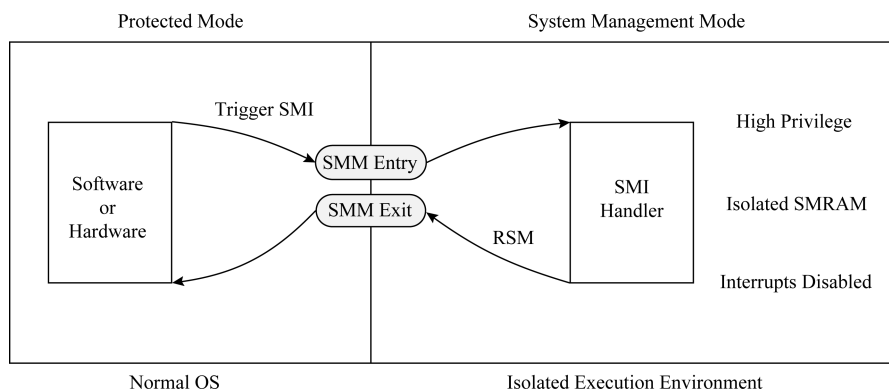 Protected Mode
System Management Mode
Trigger SMI
SMM Entry
High Privilege
Software
or
Hardware
SMI
Handler
Isolated SMRAM
SMM Exit
RSM
Interrupts Disabled
Normal OS
Isolated Execution Environment